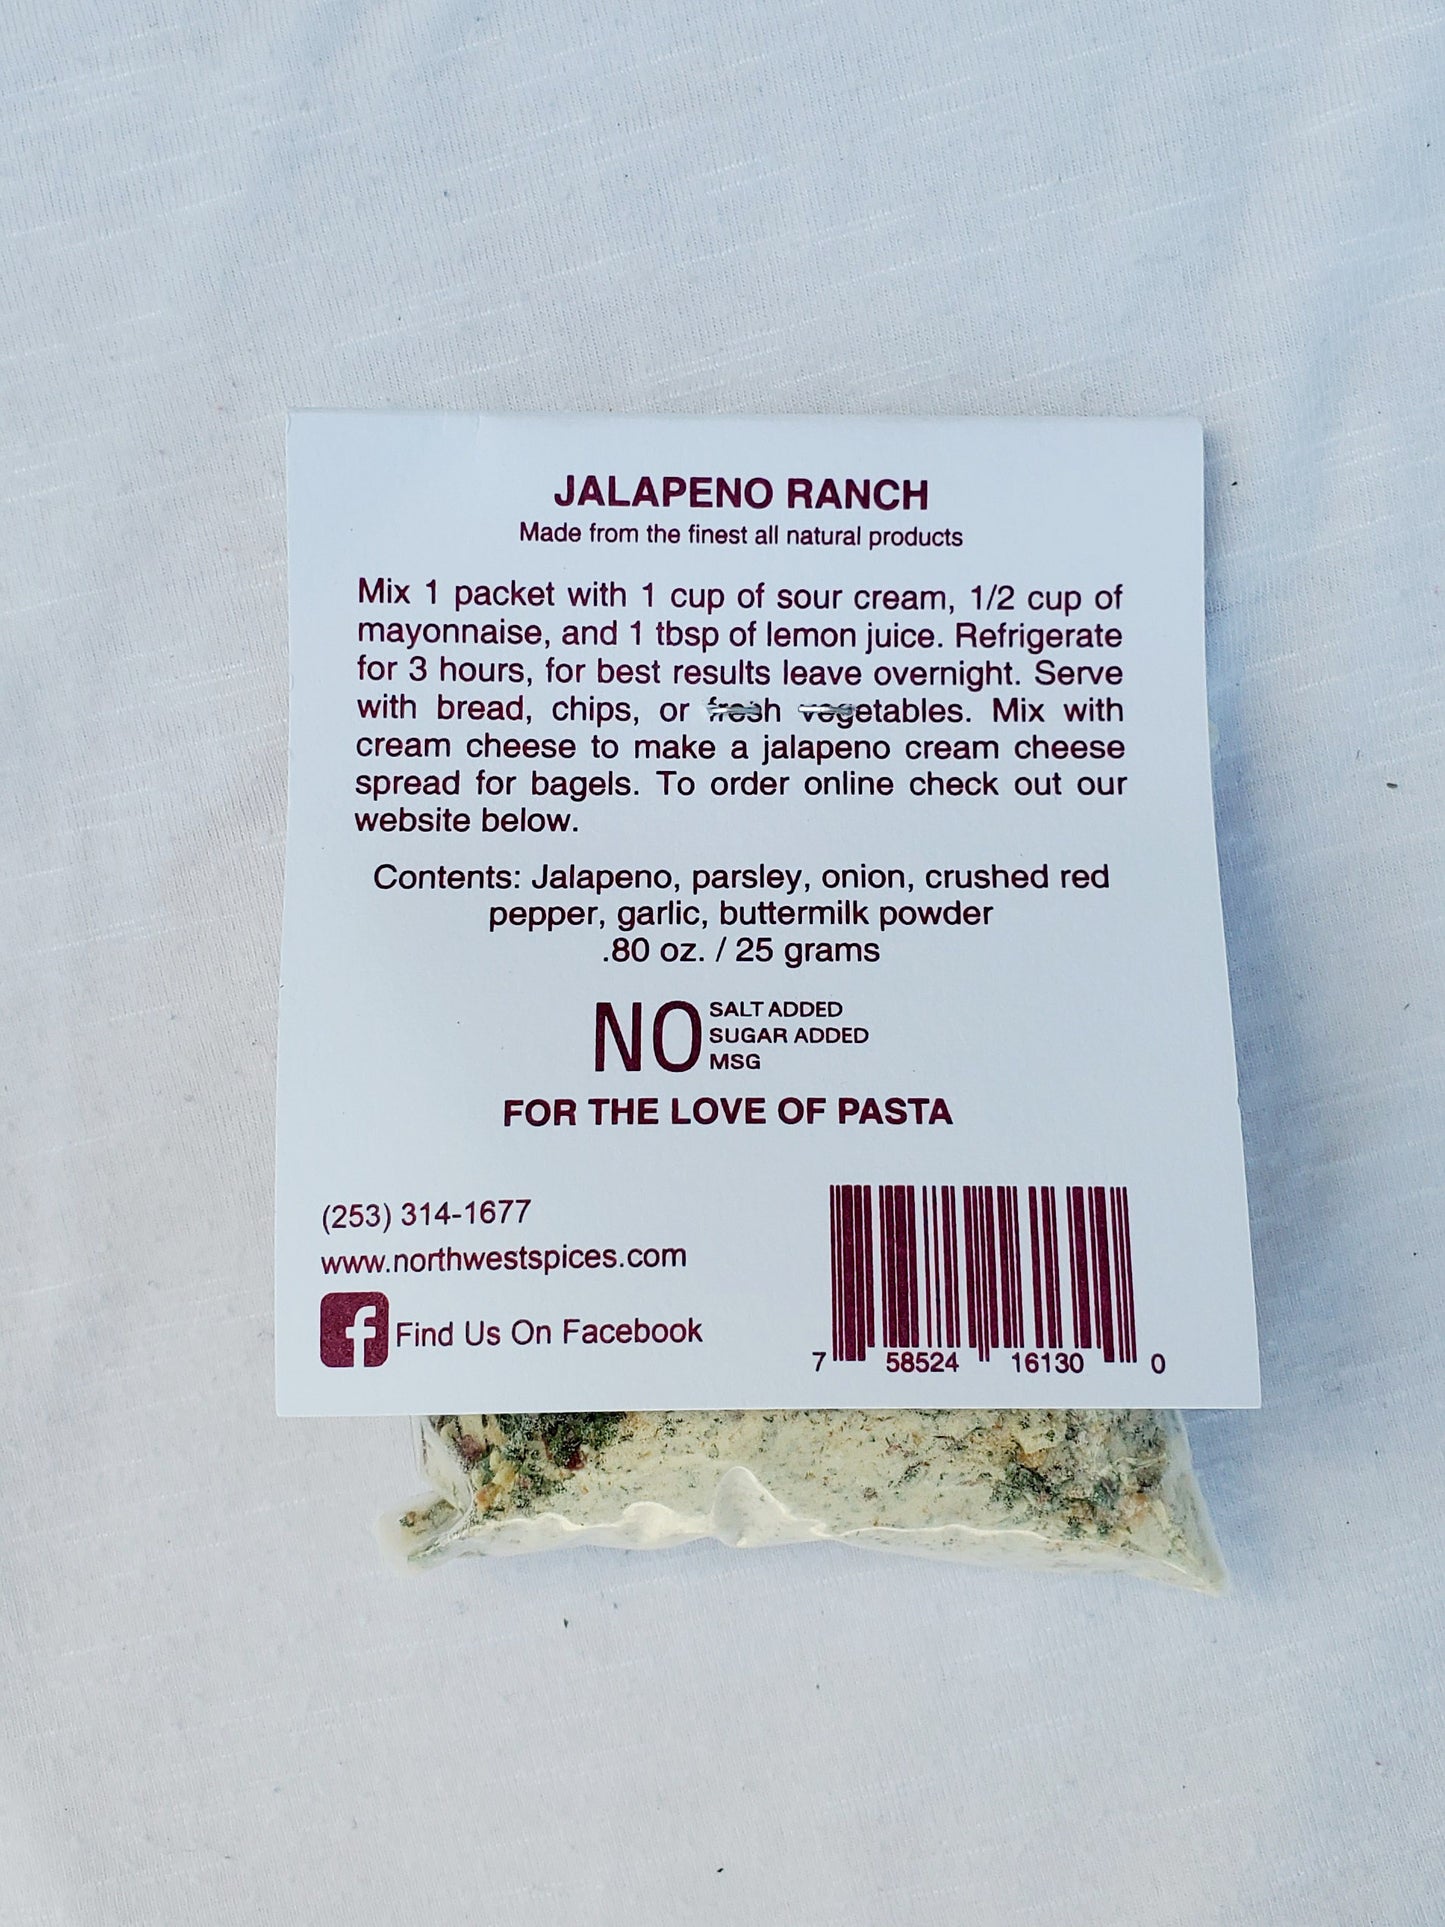 JALAPENO RANCH
Made from the finest all natural products
Mix 1 packet with 1 cup of sour cream, 1/2 cup of
mayonnaise, and 1 tbsp of lemon juice. Refrigerate
for 3 hours, for best results leave overnight. Serve
with bread, chips, or fresh vegetables. Mix with
cream cheese to make a jalapeno cream cheese
spread for bagels. To order online check out our
website below.
Contents: Jalapeno, parsley, onion, crushed red
pepper, garlic, buttermilk powder
.80 oz. / 25 grams
NO SALT ADDED
SUGAR ADDED
MSG
FOR THE LOVE OF PASTA
(253) 314-1677
www.northwestspices.com
f Find Us On Facebook
7 58524 16130 0